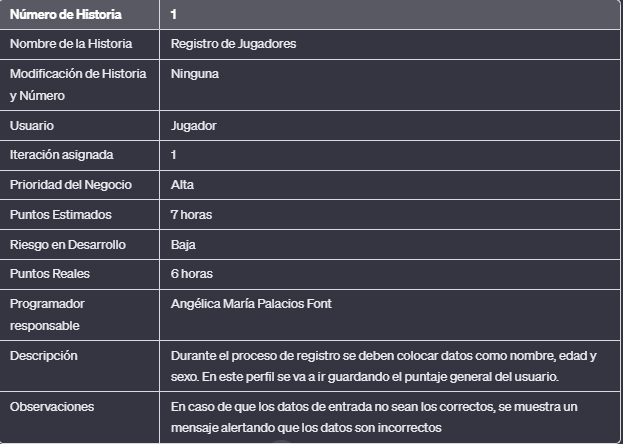 Número de Historia 1
Nombre de la Historia Registro de Jugadores
Modificación de Historia Ninguna
y Número
Usuario Jugador
Iteración asignada 1
Prioridad del Negocio Alta
Puntos Estimados 7 horas
Riesgo en Desarrollo Baja
Puntos Reales 6 horas
Programador Angélica María Palacios Font
responsable
Descripción Durante el proceso de registro se deben colocar datos como nombre, edad y
sexo. En este perfil se va a ir guardando el puntaje general del usuario.
Observaciones En caso de que los datos de entrada no sean los correctos, se muestra un
mensaje alertando que los datos son incorrectos